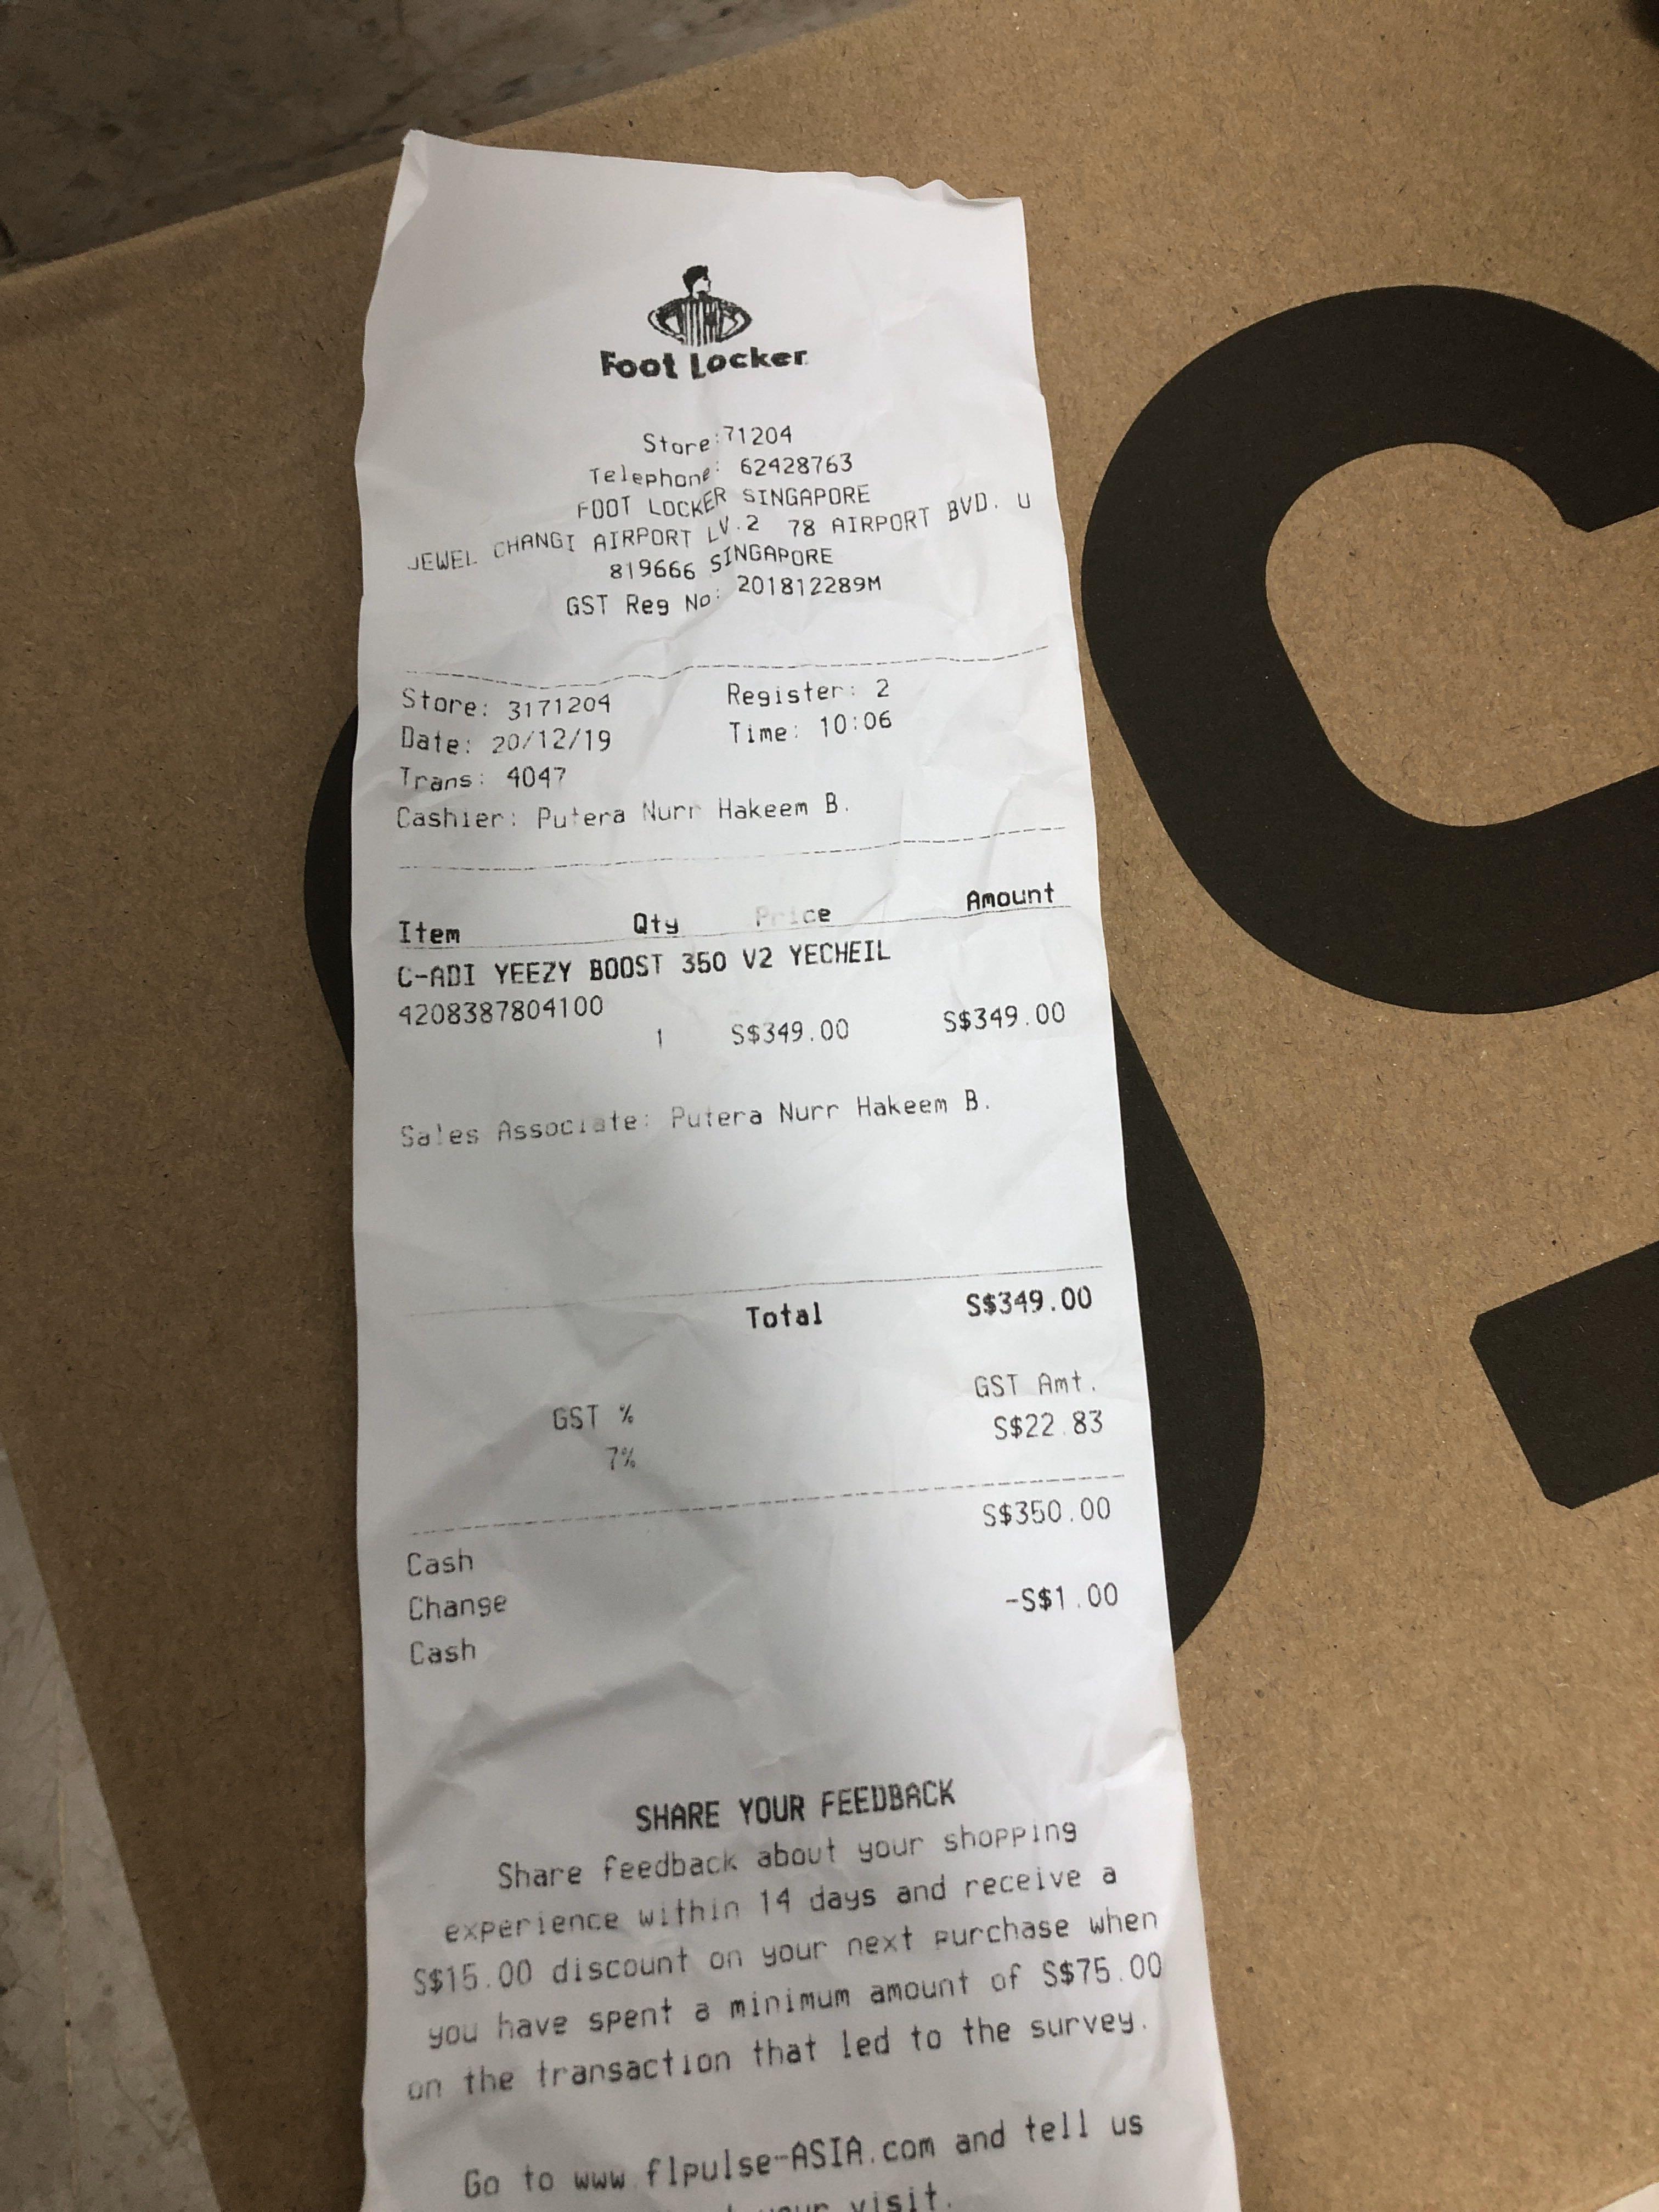 Foot Locker
Store:71204
Telephone: 62428763
FOOT LOCKER SINGAPORE
JEWEL CHANGI AIRPORT LV.2 78 AIRPORT BVD. U
819666 SINGAPORE
GST Reg No: 201812289M
Store: 3171204 Register: 2
Date: 20/12/19 Time: 10:06
Trans: 4047
Cashier: Putera Nurr Hakeem B.
Item Qty Price Amount
C-ADI YEEZY BOOST 350 V2 YECHEIL
4208387804100
1 S$349.00 S$349.00
Sales Associate: Putera Nurr Hakeem B.
Total S$349.00
GST % GST Amt.
7% S$22.83
Cash S$350.00
Change
Cash -S$1.00
SHARE YOUR FEEDBACK
Share feedback about your shopping
experience within 14 days and receive a
S$15.00 discount on your next purchase when
you have spent a minimum amount of S$75.00
on the transaction that led to the survey.
Go to www.flpulse-ASIA.com and tell us
your visit.